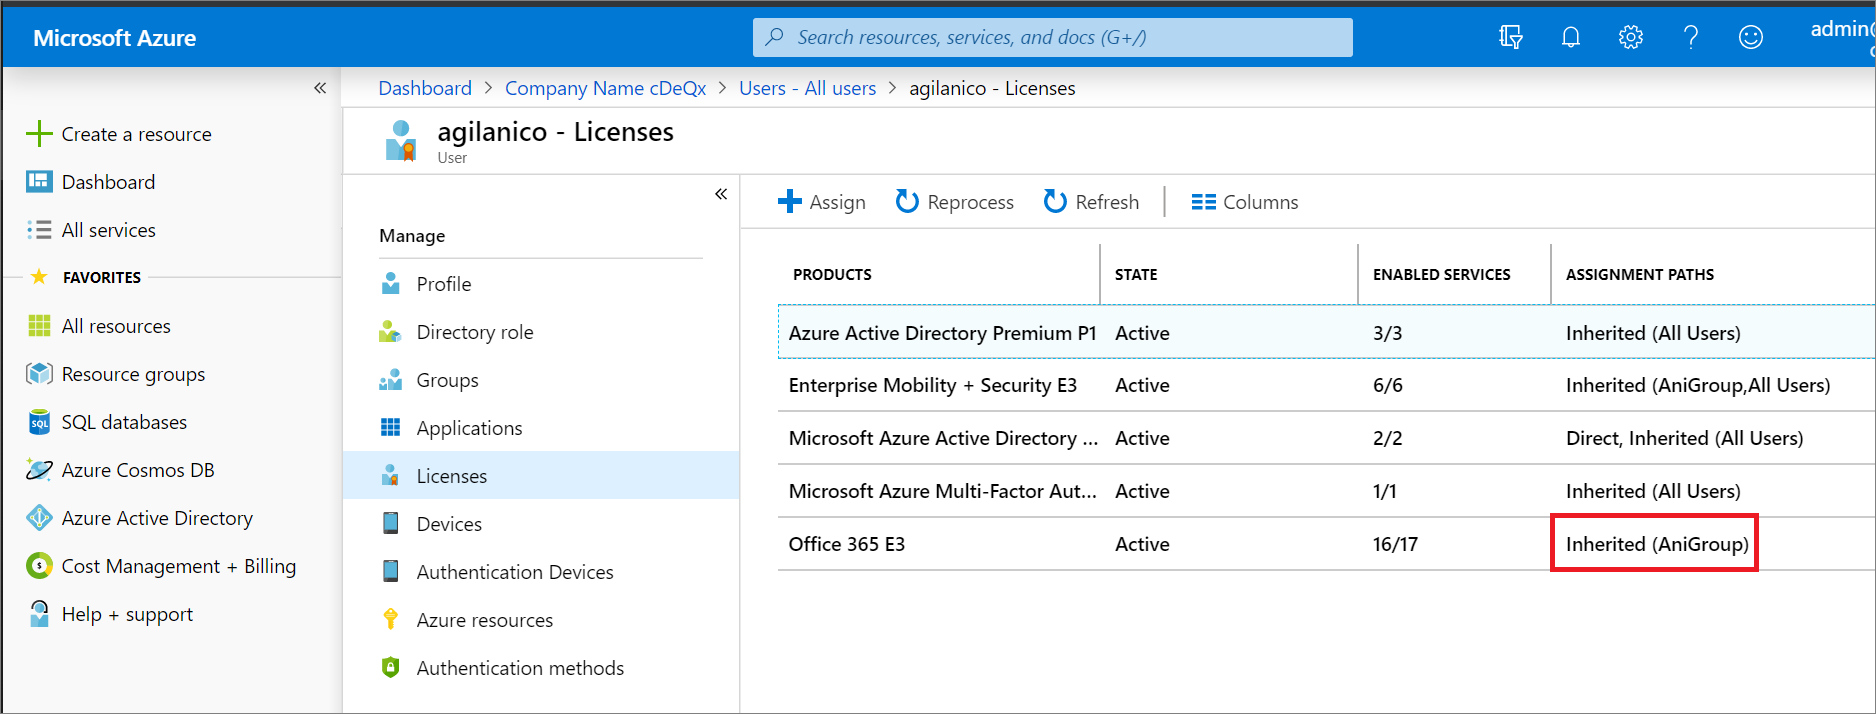 Microsoft Azure
Search resources, services, and docs (G+/)
admin@
Dashboard > Company Name cDeQx > Users - All users > agilanico - Licenses
agilanico - Licenses
User
Create a resource
Dashboard
All services
FAVORITES
All resources
Resource groups
SQL databases
Azure Cosmos DB
Azure Active Directory
Cost Management + Billing
Help + support
Manage
Profile
Directory role
Groups
Applications
Licenses
Devices
Authentication Devices
Azure resources
Authentication methods
Assign Reprocess Refresh Columns
PRODUCTS STATE ENABLED SERVICES ASSIGNMENT PATHS
Azure Active Directory Premium P1 Active 3/3 Inherited (All Users)
Enterprise Mobility + Security E3 Active 6/6 Inherited (AniGroup,All Users)
Microsoft Azure Active Directory ... Active 2/2 Direct, Inherited (All Users)
Microsoft Azure Multi-Factor Aut... Active 1/1 Inherited (All Users)
Office 365 E3 Active 16/17 Inherited (AniGroup)